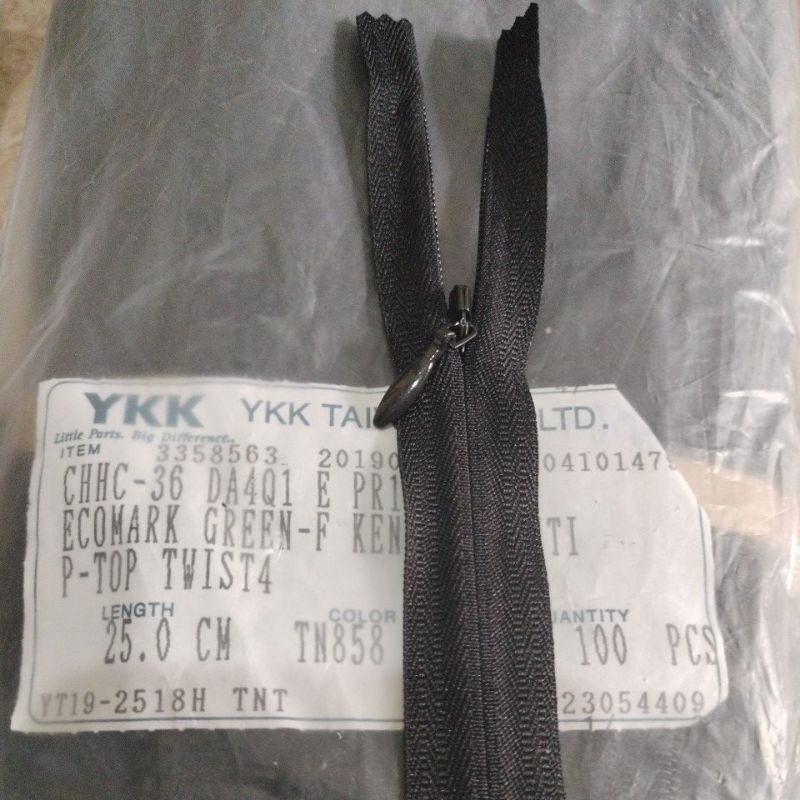 YKK YKK TAI LTD.
Little Parts. Big Difference.
ITEM 3358563 2019 0410147
CHHC-36 DA4Q1 E PR1
ECOMARK GREEN-F KEN TI
P-TOP TWIST4
LENGTH COLOR ANTITY
25.0 CM TN858 100 PCS
YT19-2518H TNT 23054409